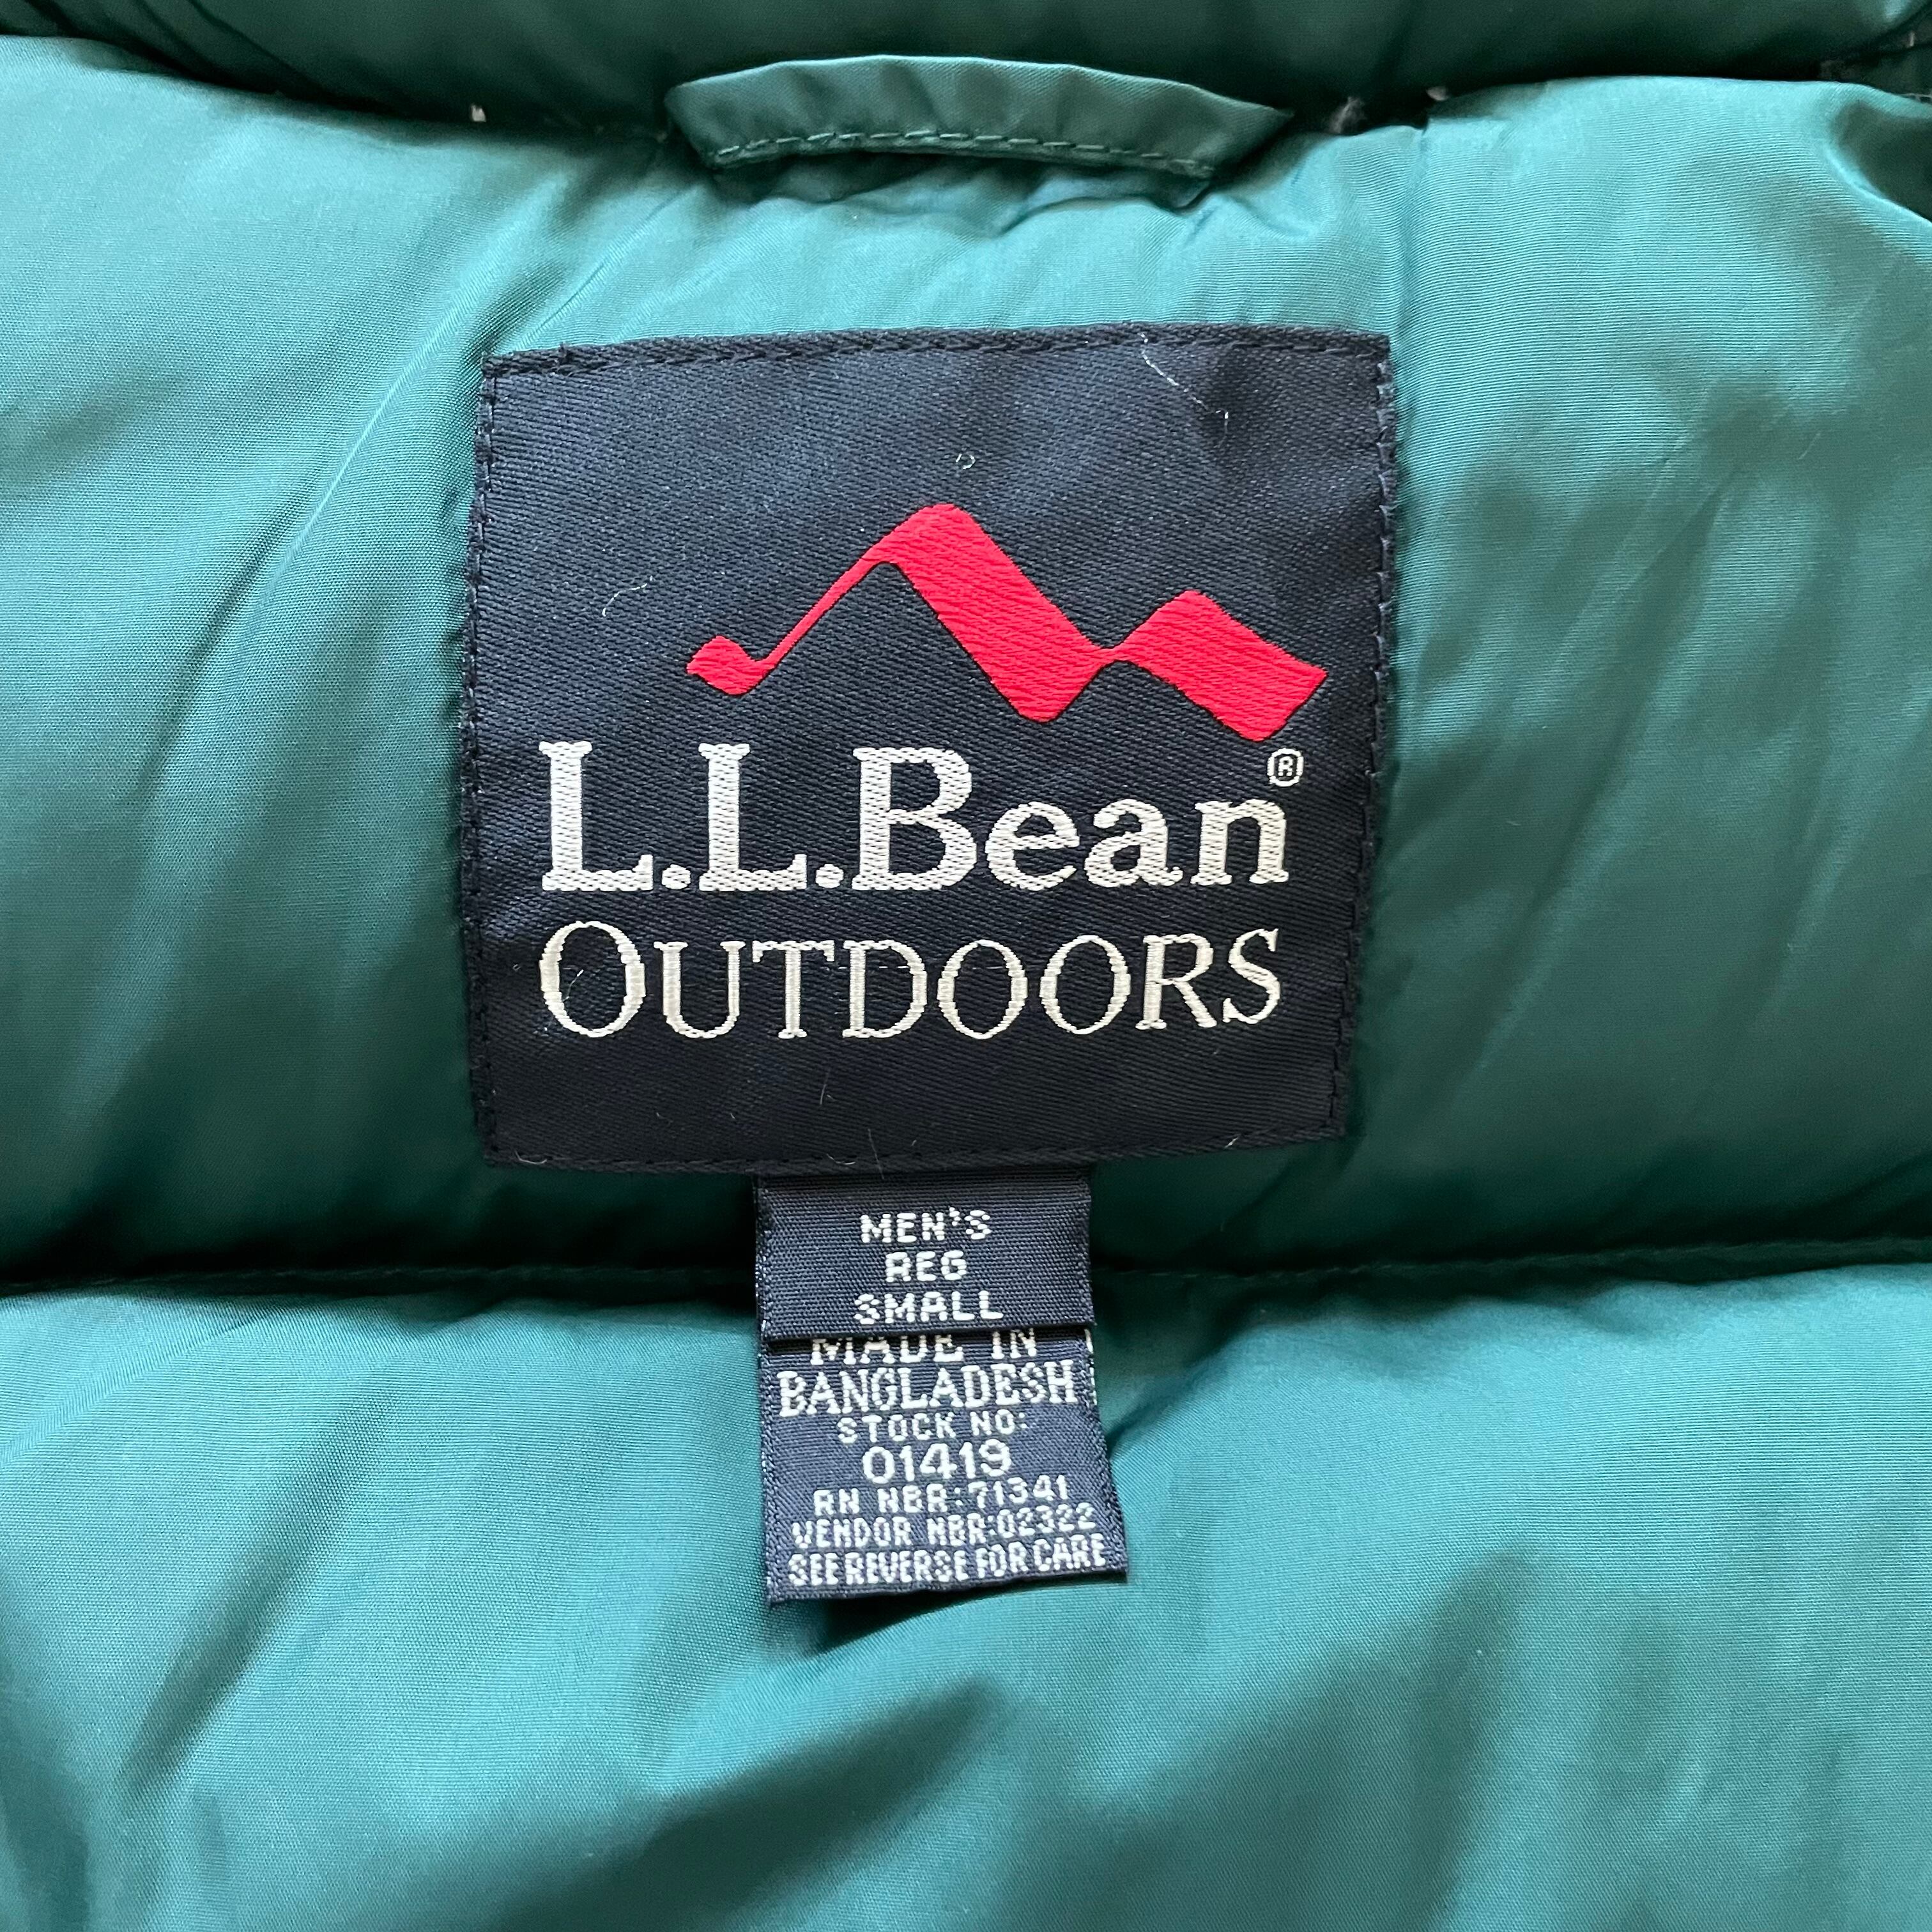 L.L.Bean®
OUTDOORS
MEN'S
REG
SMALL
MADE IN
BANGLADESH
STOCK NO:
01419
RN NBR:71341
VENDOR NBR:02322
SEE REVERSE FOR CARE